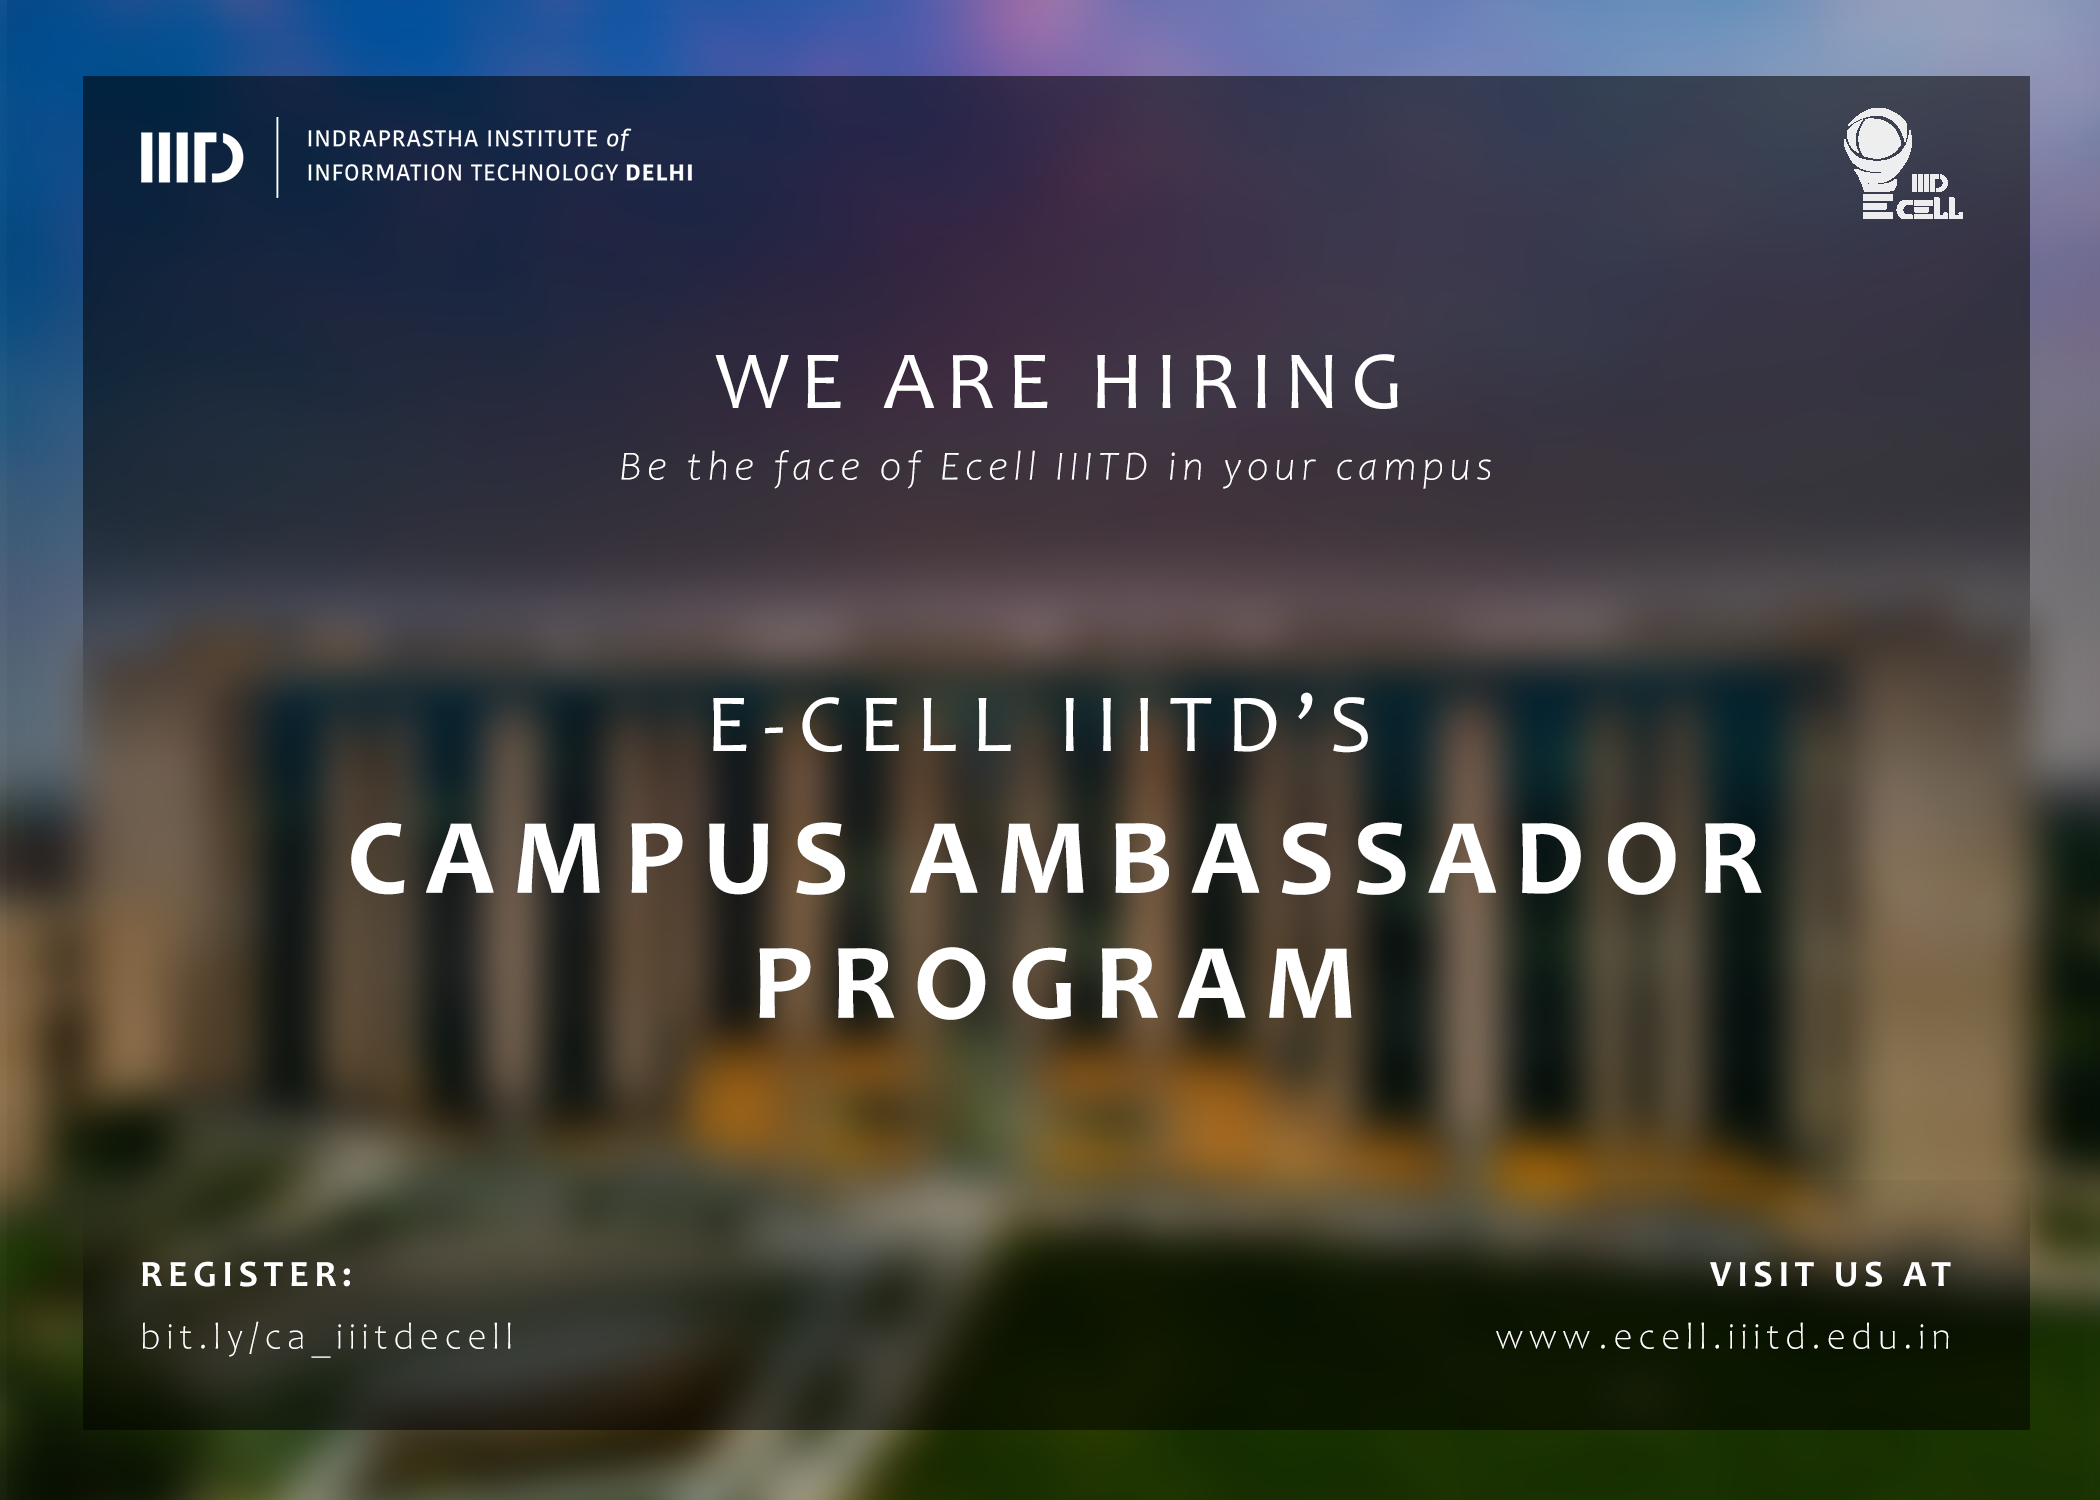 IIITD
INDRAPRASTHA INSTITUTE of
INFORMATION TECHNOLOGY DELHI
IIITD
E CELL
WE ARE HIRING
Be the face of Ecell IIITD in your campus
E-CELL IIITD’S
CAMPUS AMBASSADOR
PROGRAM
REGISTER:
bit.ly/ca_iiitdecell
VISIT US AT
www.ecell.iiitd.edu.in